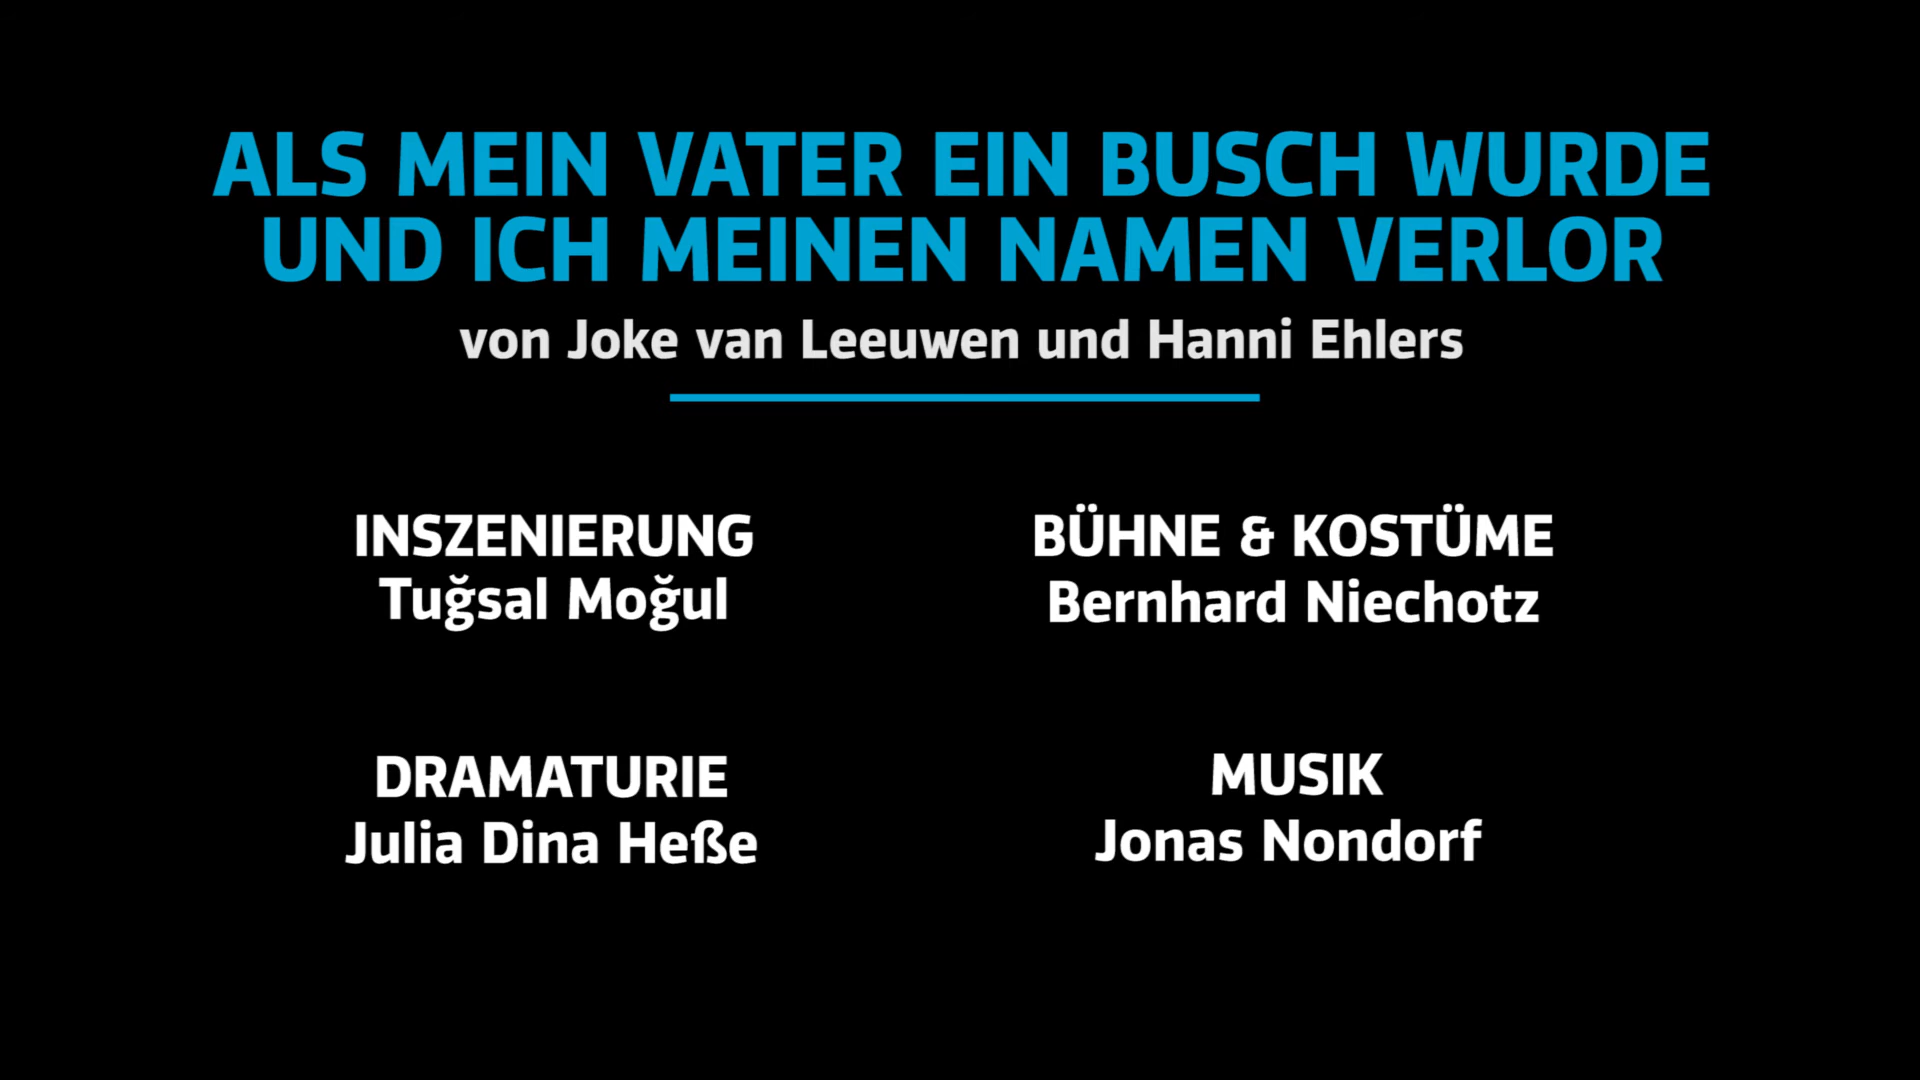 ALS MEIN VATER EIN BUSCH WURDE
UND ICH MEINEN NAMEN VERLOR
von Joke van Leeuwen und Hanni Ehlers
INSZENIERUNG
Tuğsal Moğul
BÜHNE & KOSTÜME
Bernhard Niechotz
DRAMATURIE
Julia Dina Heße
MUSIK
Jonas Nondorf